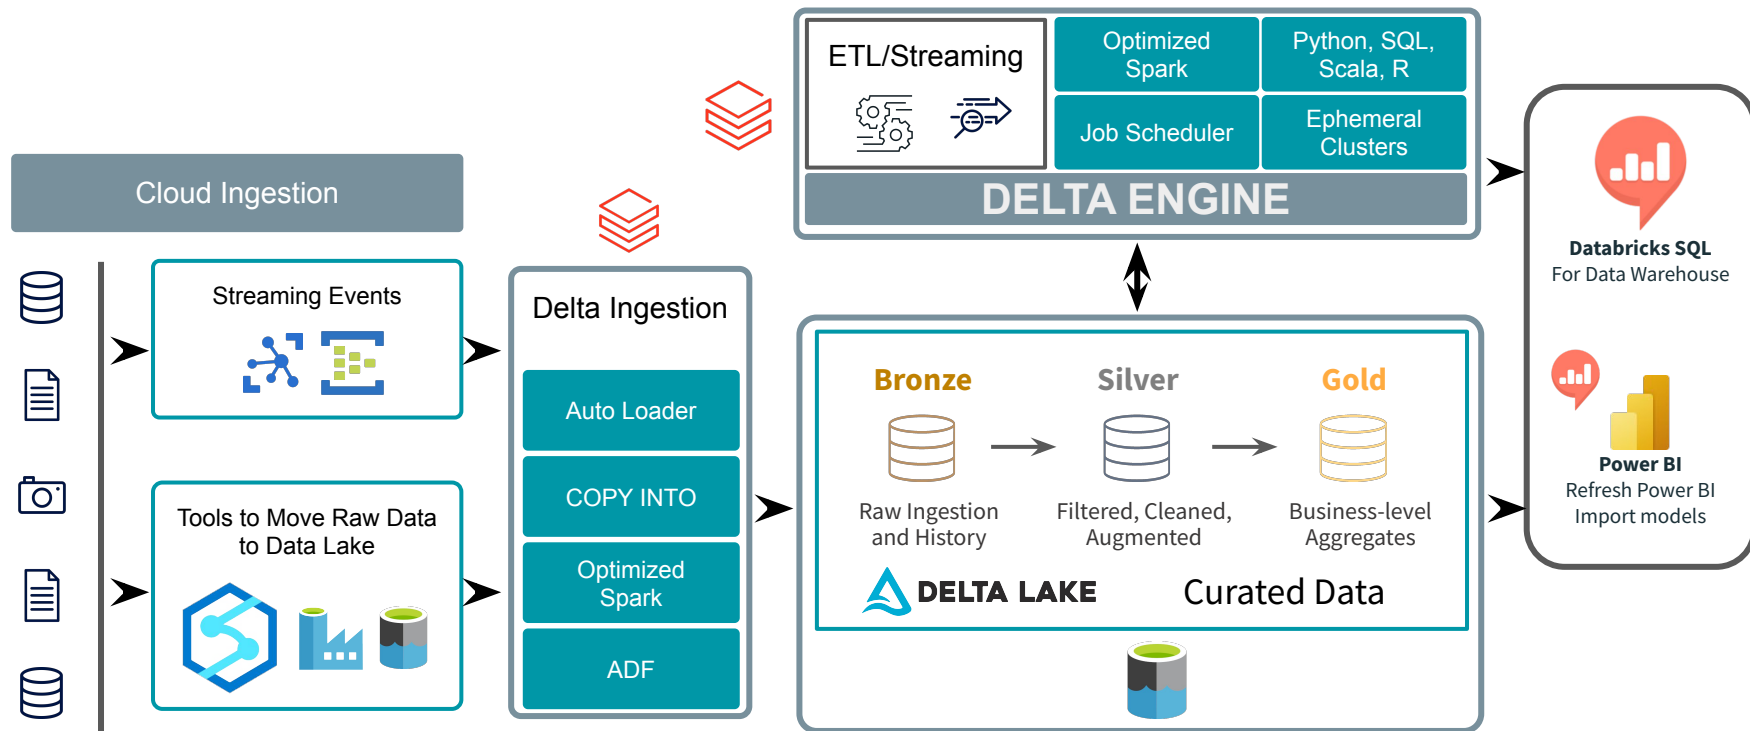 Cloud Ingestion
Streaming Events
Tools to Move Raw Data
to Data Lake
Delta Ingestion
Auto Loader
COPY INTO
Optimized
Spark
ADF
ETL/Streaming
Optimized
Spark
Python, SQL,
Scala, R
Job Scheduler
Ephemeral
Clusters
DELTA ENGINE
Bronze
Silver
Gold
Raw Ingestion
and History
Filtered, Cleaned,
Augmented
Business-level
Aggregates
DELTA LAKE
Curated Data
Databricks SQL
For Data Warehouse
Power BI
Refresh Power BI
Import models